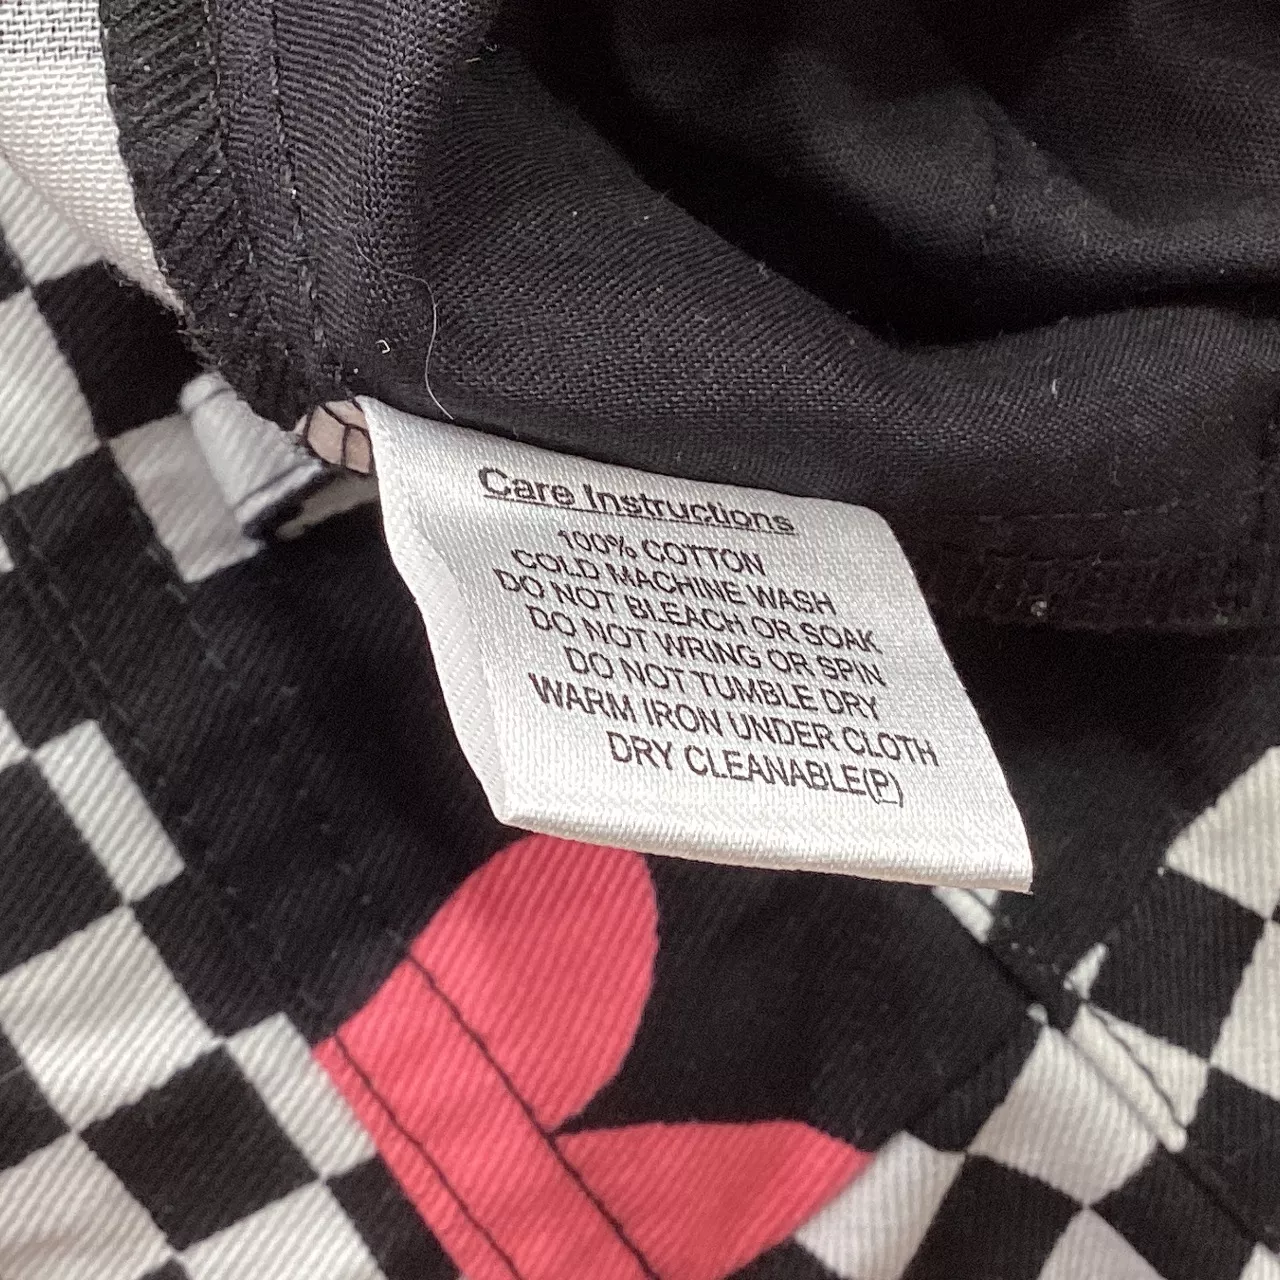 Care Instructions
100% COTTON
COLD MACHINE WASH
DO NOT BLEACH OR SOAK
DO NOT WRING OR SPIN
DO NOT TUMBLE DRY
WARM IRON UNDER CLOTH
DRY CLEANABLE(P)